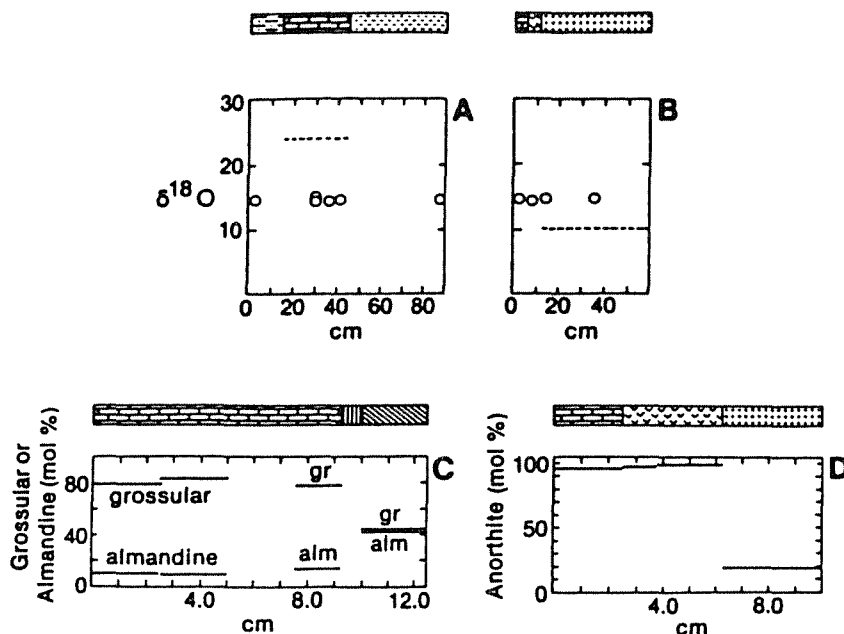 A
B
30
20
δ18 O
10
0 20 40 60 80
0 20 40
cm
cm
C
D
Grossular or
Almandine (mol %)
80
40
0
grossular
almandine
gr
alm
gr
alm
4.0 8.0 12.0
cm
Anorthite (mol %)
100
50
0
4.0 8.0
cm